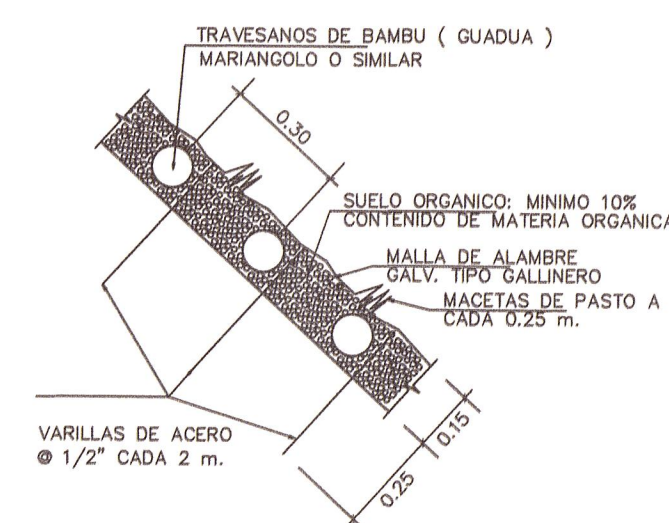 TRAVESANOS DE BAMBU ( GUADUA )
MARIANGOLO O SIMILAR
0.30
SUELO ORGANICO: MINIMO 10%
CONTENIDO DE MATERIA ORGANICA
MALLA DE ALAMBRE
GALV. TIPO GALLINERO
MACETAS DE PASTO A
CADA 0.25 m.
VARILLAS DE ACERO
@ 1/2" CADA 2 m.
0.15
0.25